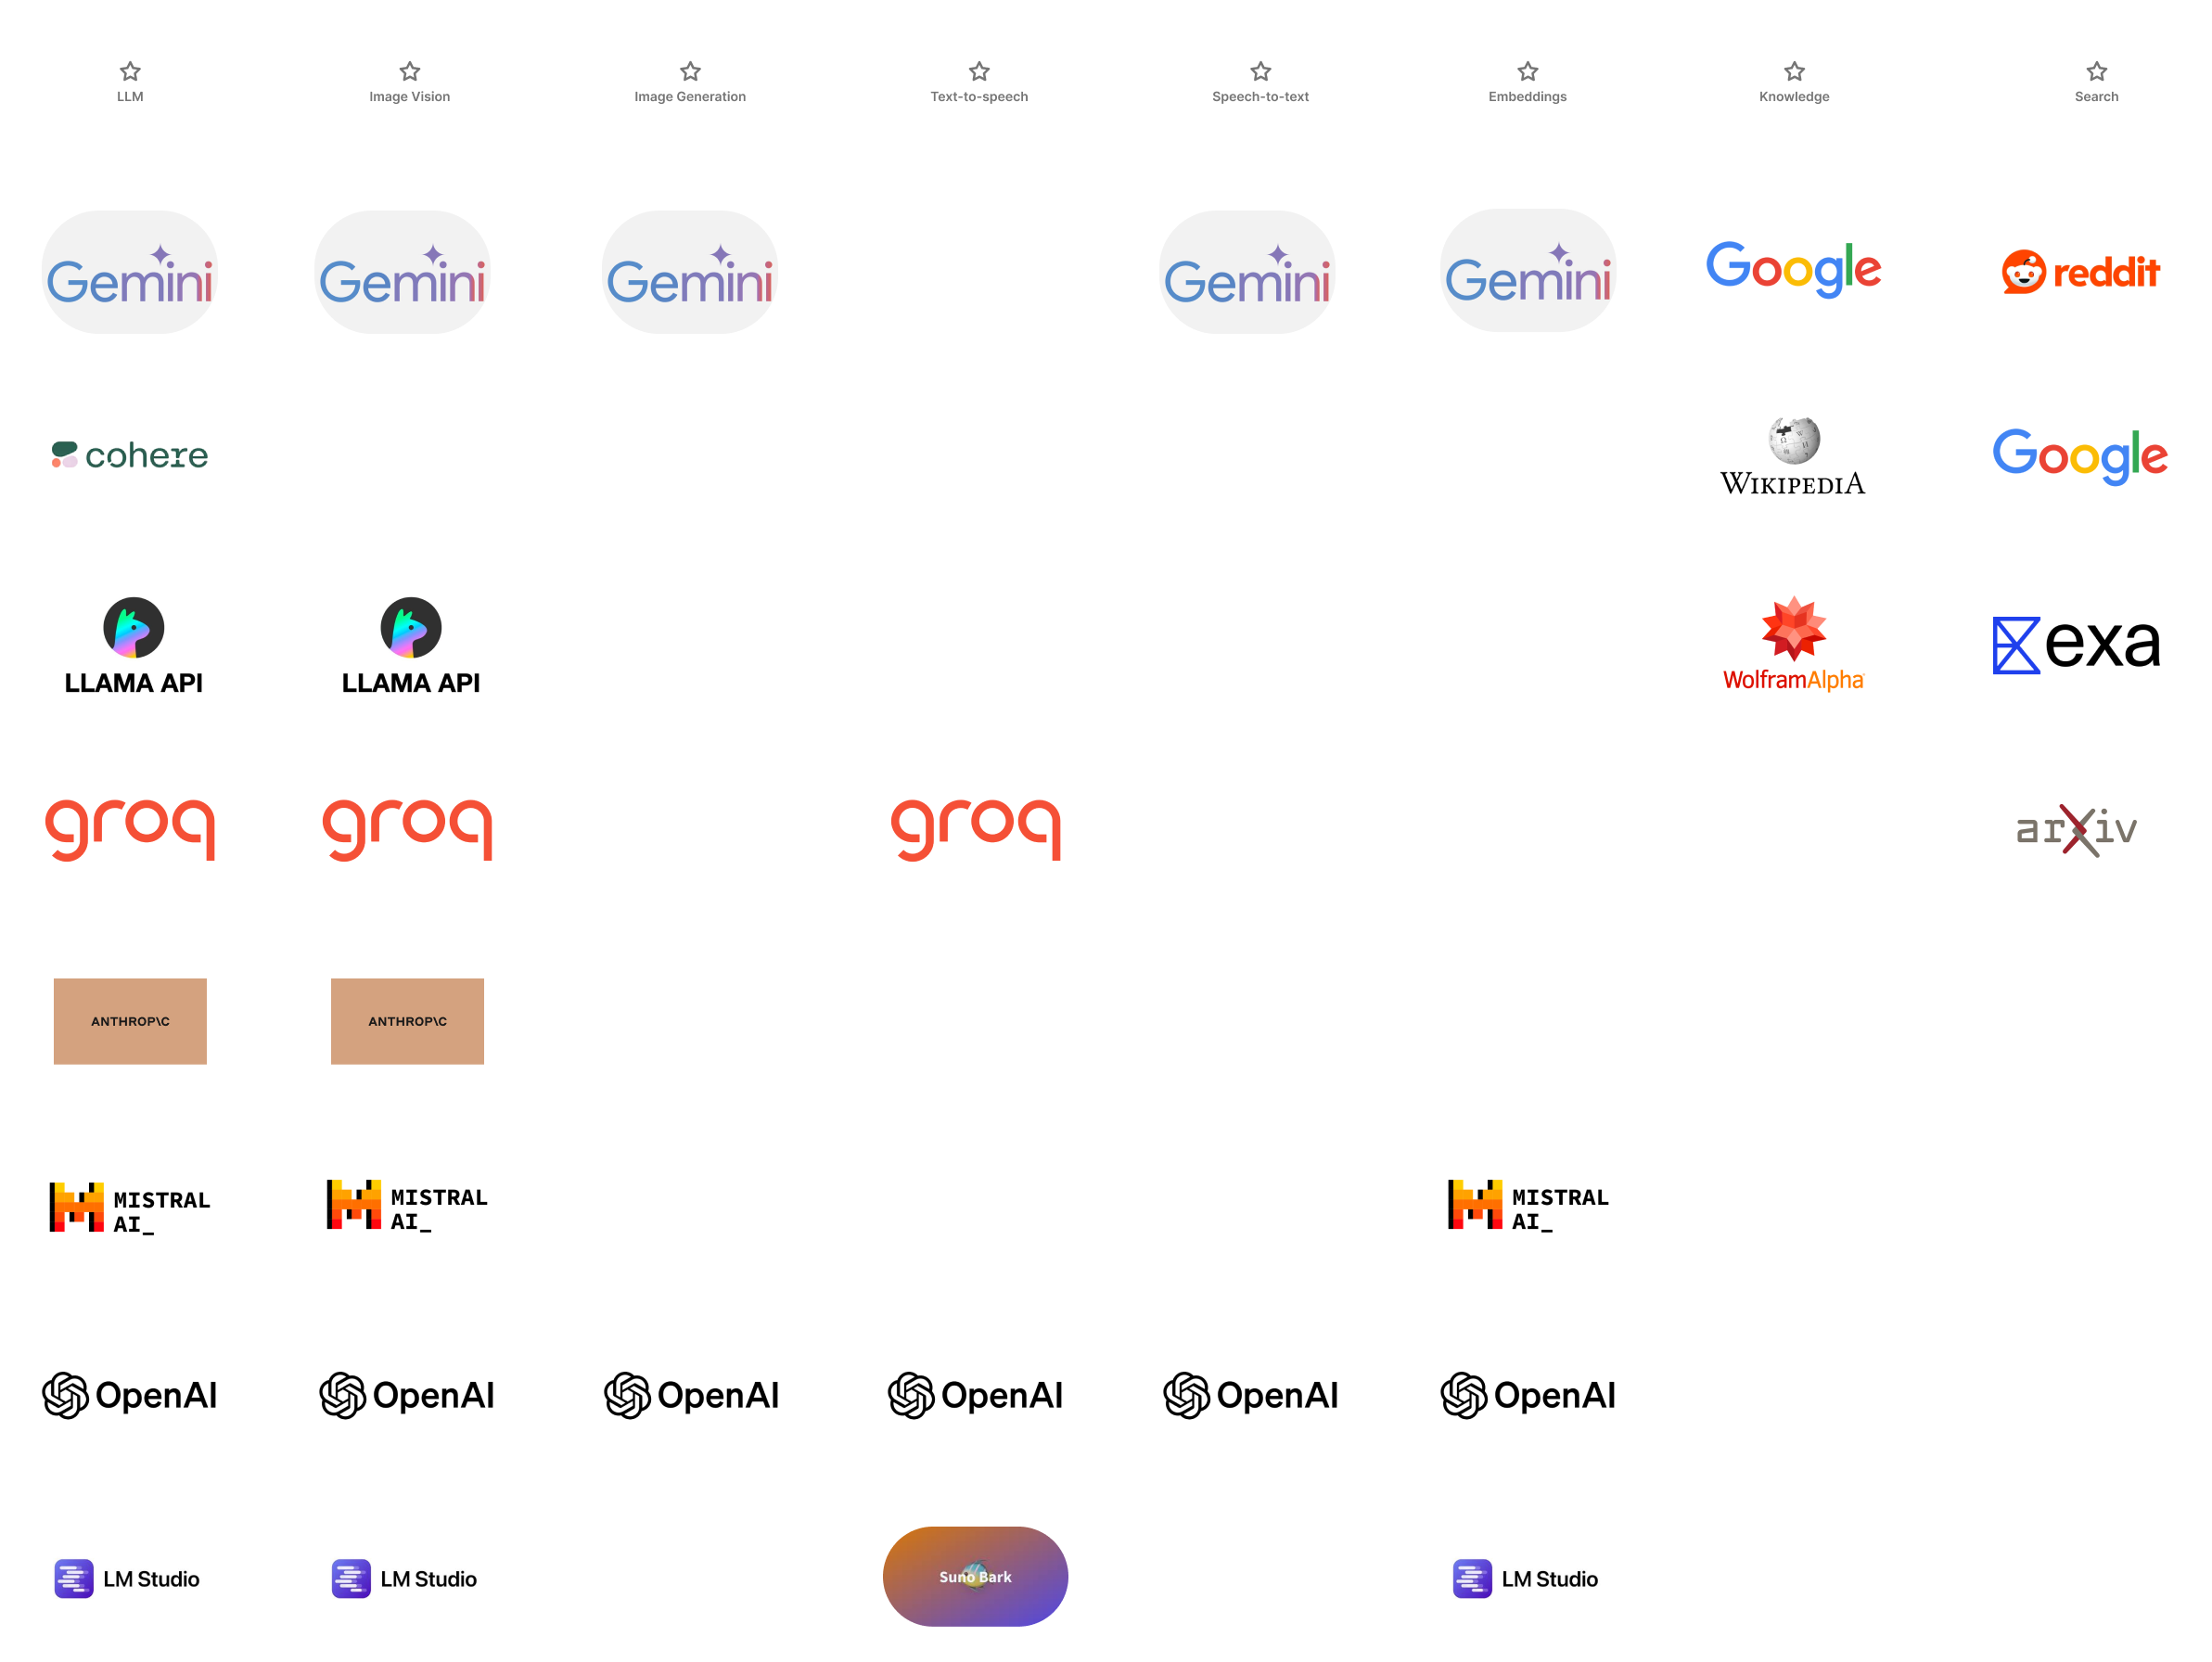 LLM
Image Vision
Image Generation
Text-to-speech
Speech-to-text
Embeddings
Knowledge
Search
Gemini
Gemini
Gemini
Gemini
Gemini
Google
reddit
cohere
WIKIPEDIA
Google
LLAMA API
LLAMA API
WolframAlpha
exa
groq
groq
groq
arXiv
ANTHROP\C
ANTHROP\C
MISTRAL
AI_
MISTRAL
AI_
MISTRAL
AI_
OpenAI
OpenAI
OpenAI
OpenAI
OpenAI
OpenAI
LM Studio
LM Studio
Suno Bark
LM Studio